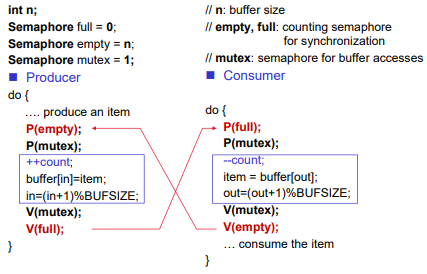 int n;
Semaphore full = 0;
Semaphore empty = n;
Semaphore mutex = 1;
// n: buffer size
// empty, full: counting semaphore
for synchronization
// mutex: semaphore for buffer accesses
■ Producer
do {
…. produce an item
P(empty);
P(mutex);
++count;
buffer[in]=item;
in=(in+1)%BUFSIZE;
V(mutex);
V(full);
}
■ Consumer
do {
P(full);
P(mutex);
--count;
item = buffer[out];
out=(out+1)%BUFSIZE;
V(mutex);
V(empty);
… consume the item
}